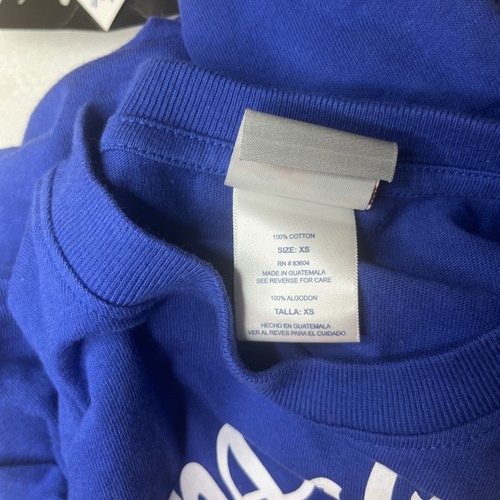 100% COTTON
SIZE: XS
RN # 83604
MADE IN GUATEMALA
SEE REVERSE FOR CARE
100% ALGODON
TALLA: XS
HECHO EN GUATEMALA
VER AL REVES PARA EL CUIDADO